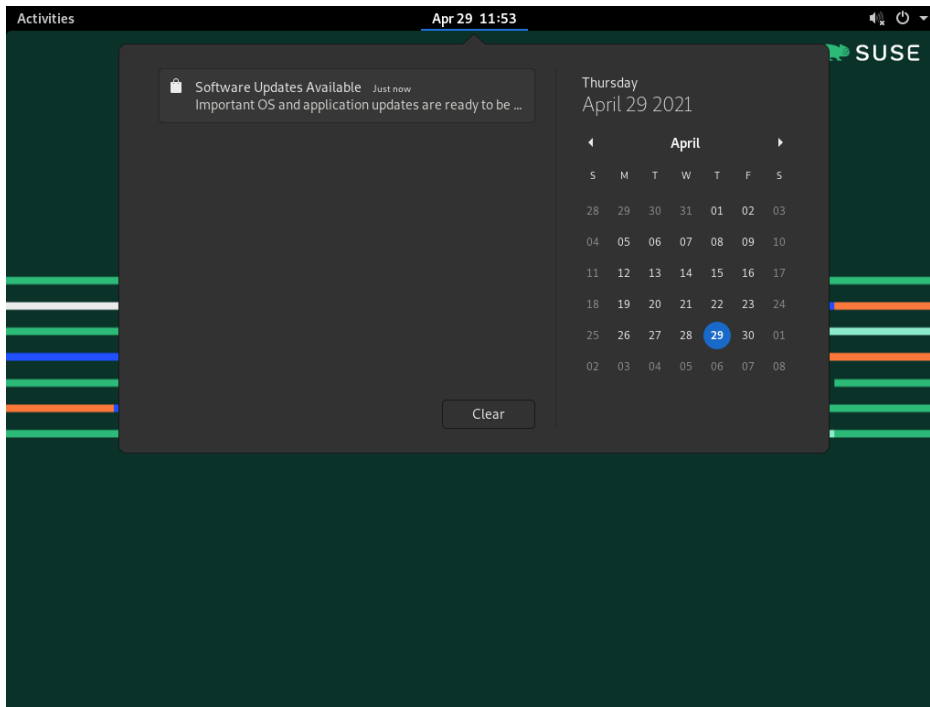 Activities
Apr 29 11:53
SUSE
Software Updates Available Just now
Important OS and application updates are ready to be ...
Clear
Thursday
April 29 2021
April
S M T W T F S
28 29 30 31 01 02 03
04 05 06 07 08 09 10
11 12 13 14 15 16 17
18 19 20 21 22 23 24
25 26 27 28 29 30 01
02 03 04 05 06 07 08